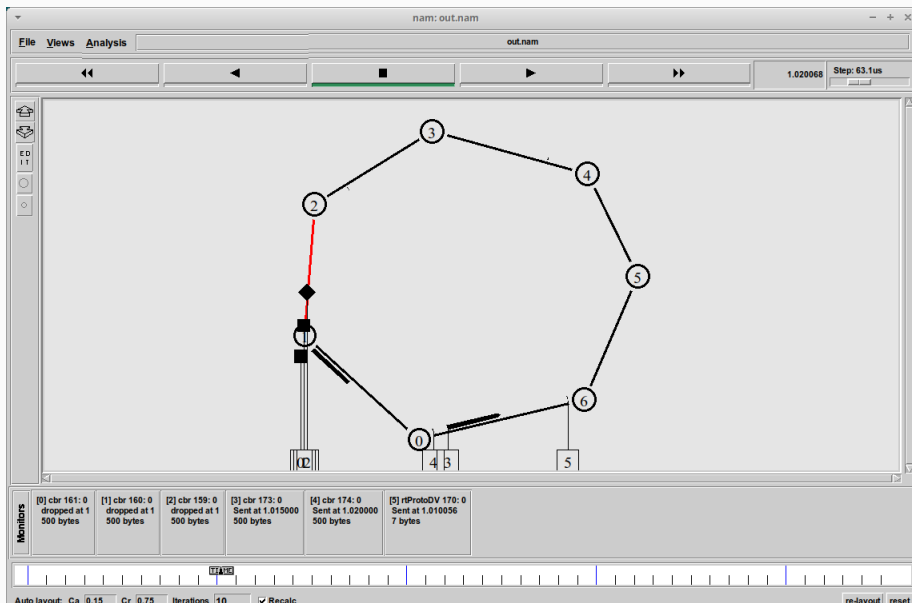 nam: out.nam
File Views Analysis out.nam
1.020068 Step: 63.1us
ED
IT
3
4
2
5
1
6
0
4 3 5
Monitors
[0] cbr 161: 0 [1] cbr 160: 0 [2] cbr 159: 0 [3] cbr 173: 0 [4] cbr 174: 0 [5] rtProtoDV 170: 0
dropped at 1 dropped at 1 dropped at 1 Sent at 1.015000 Sent at 1.020000 Sent at 1.010056
500 bytes 500 bytes 500 bytes 500 bytes 500 bytes 7 bytes
TIME
Auto layout: Ca 0.15 Cr 0.75 Iterations 10 Recalc re-layout reset